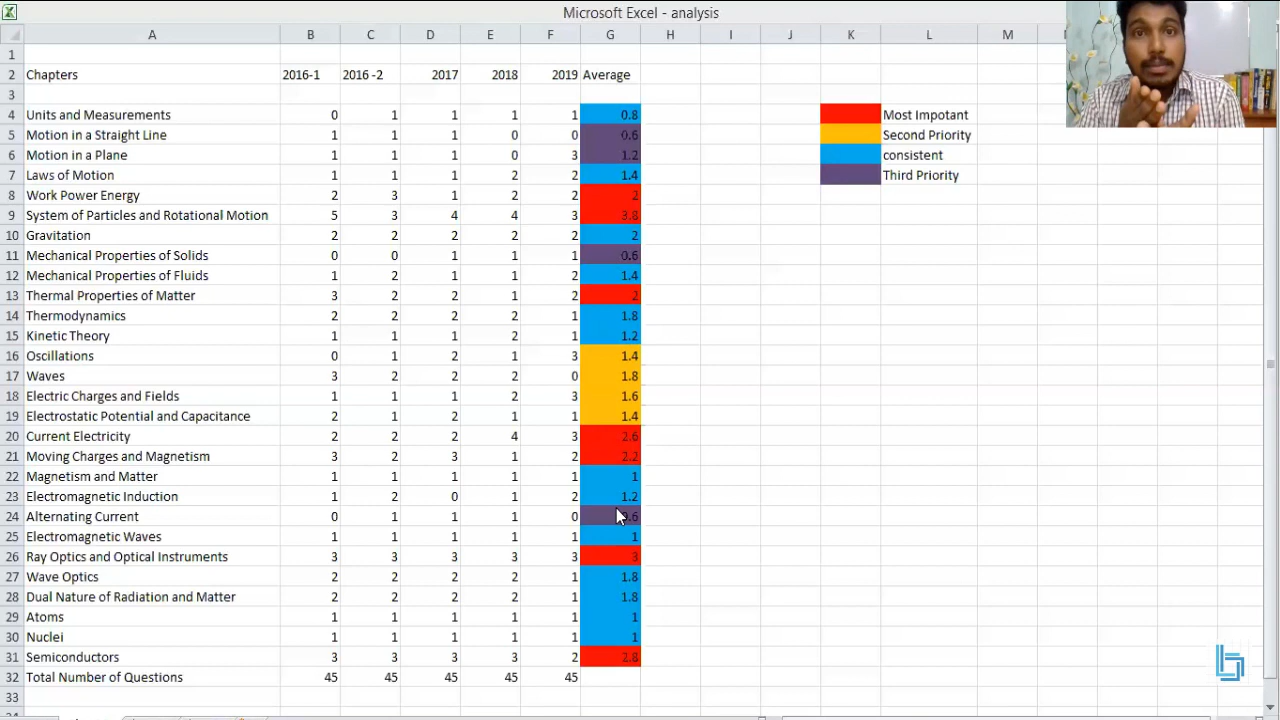 Microsoft Excel - analysis
A B C D E F G H I J K L M
1
2 Chapters 2016-1 2016 -2 2017 2018 2019 Average
3
4 Units and Measurements 0 1 1 1 1 0.8 Most Impotant
5 Motion in a Straight Line 1 1 1 0 0 0.6 Second Priority
6 Motion in a Plane 1 1 1 0 3 1.2 consistent
7 Laws of Motion 1 1 1 2 2 1.4 Third Priority
8 Work Power Energy 2 3 1 2 2 2
9 System of Particles and Rotational Motion 5 3 4 4 3 3.8
10 Gravitation 2 2 2 2 2 2
11 Mechanical Properties of Solids 0 0 1 1 1 0.6
12 Mechanical Properties of Fluids 1 2 1 1 2 1.4
13 Thermal Properties of Matter 3 2 2 1 2 2
14 Thermodynamics 2 2 2 2 1 1.8
15 Kinetic Theory 1 1 1 2 1 1.2
16 Oscillations 0 1 2 1 3 1.4
17 Waves 3 2 2 2 0 1.8
18 Electric Charges and Fields 1 1 1 2 3 1.6
19 Electrostatic Potential and Capacitance 2 1 2 1 1 1.4
20 Current Electricity 2 2 2 4 3 2.6
21 Moving Charges and Magnetism 3 2 3 1 2 2.2
22 Magnetism and Matter 1 1 1 1 1 1
23 Electromagnetic Induction 1 2 0 1 2 1.2
24 Alternating Current 0 1 1 1 0
25 Electromagnetic Waves 1 1 1 1 1 1
26 Ray Optics and Optical Instruments 3 3 3 3 3 3
27 Wave Optics 2 2 2 2 1 1.8
28 Dual Nature of Radiation and Matter 2 2 2 2 1 1.8
29 Atoms 1 1 1 1 1 1
30 Nuclei 1 1 1 1 1 1
31 Semiconductors 3 3 3 3 2 2.8
32 Total Number of Questions 45 45 45 45 45
33